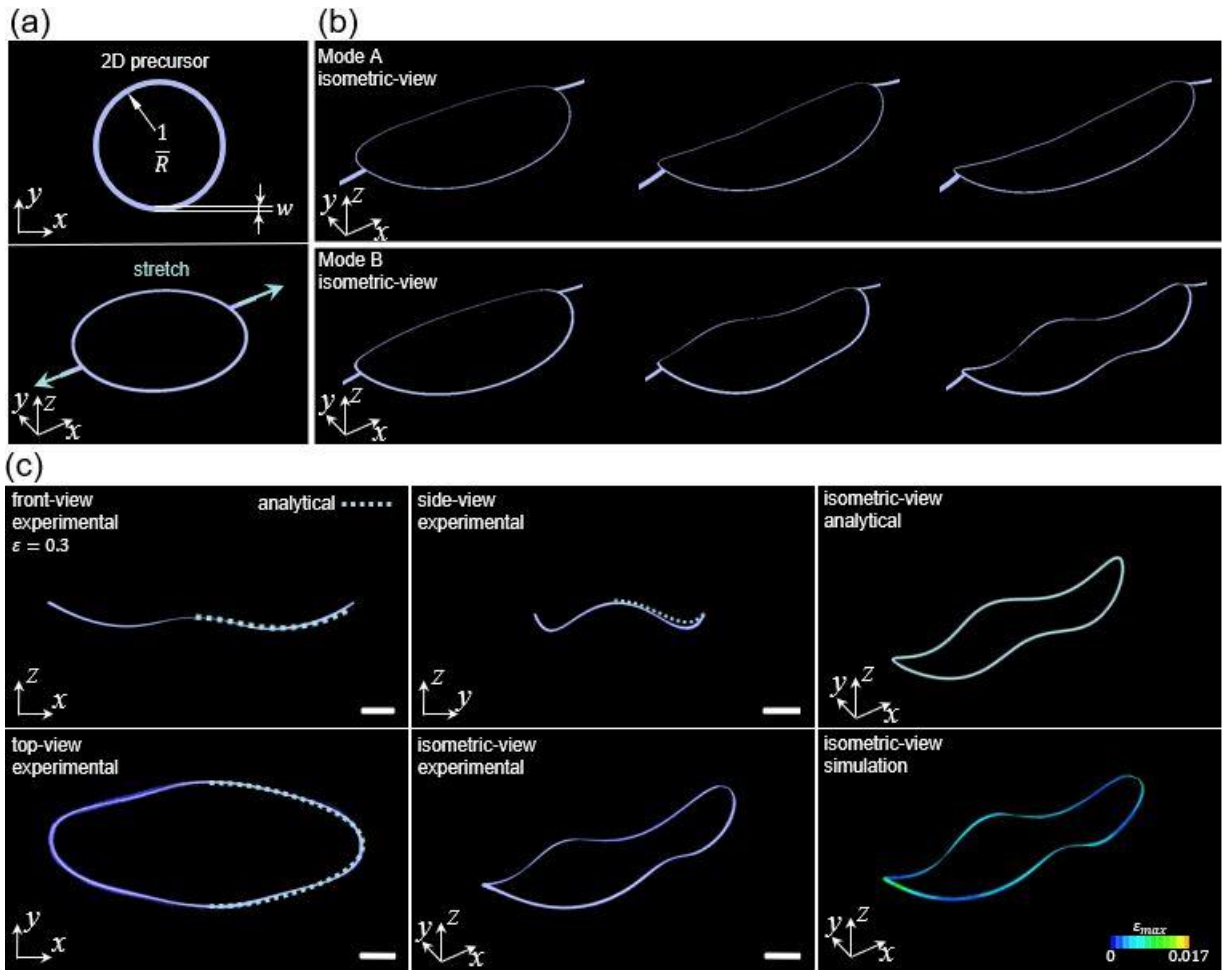 (a)
2D precursor
1
R
w
y
x
stretch
y
z
x
(b)
Mode A
isometric-view
y
z
x
Mode B
isometric-view
y
z
x
(c)
front-view
experimental
ε = 0.3
analytical
z
x
side-view
experimental
z
y
isometric-view
analytical
y
z
x
top-view
experimental
y
x
isometric-view
experimental
y
z
x
isometric-view
simulation
y
z
x
εmax
0 0.017